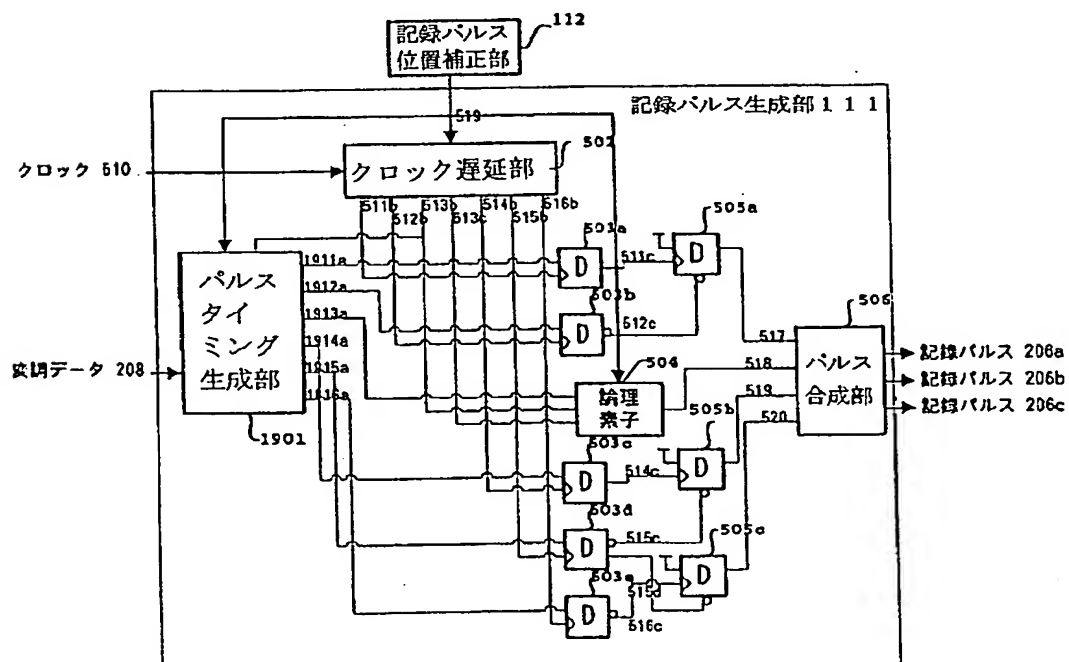 112
記録パルス
位置補正部
記録パルス生成部111
519
502
クロック 510
クロック遅延部
511b
512b
513b
513c
514b
515b
516b
505a
503a
D
511c
D
パルス
タイ
ミング
生成部
1911a
1912a
1913a
1914a
1915a
1916a
503b
D
512c
506
517
518
519
520
パルス
合成部
記録パルス 206a
記録パルス 206b
記録パルス 206c
変調データ 208
504
論理
素子
505b
1901
503c
D
514c
D
503d
D
515c
505c
D
515d
503e
D
516c